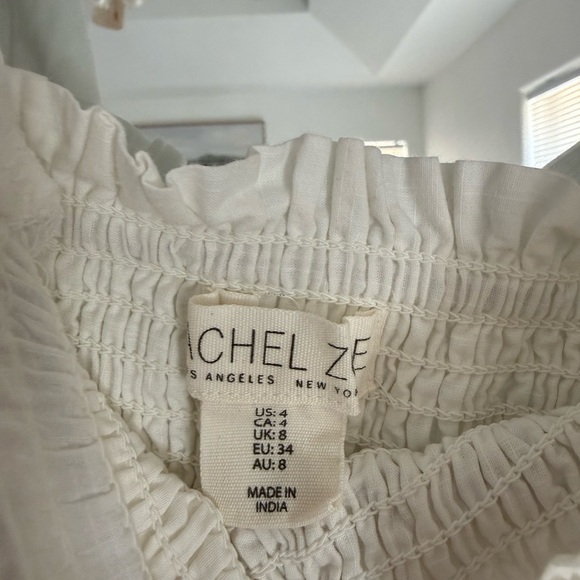 ACHEL ZE
S ANGELES NEW YO
US: 4
CA: 4
UK: 8
EU: 34
AU: 8
MADE IN
INDIA